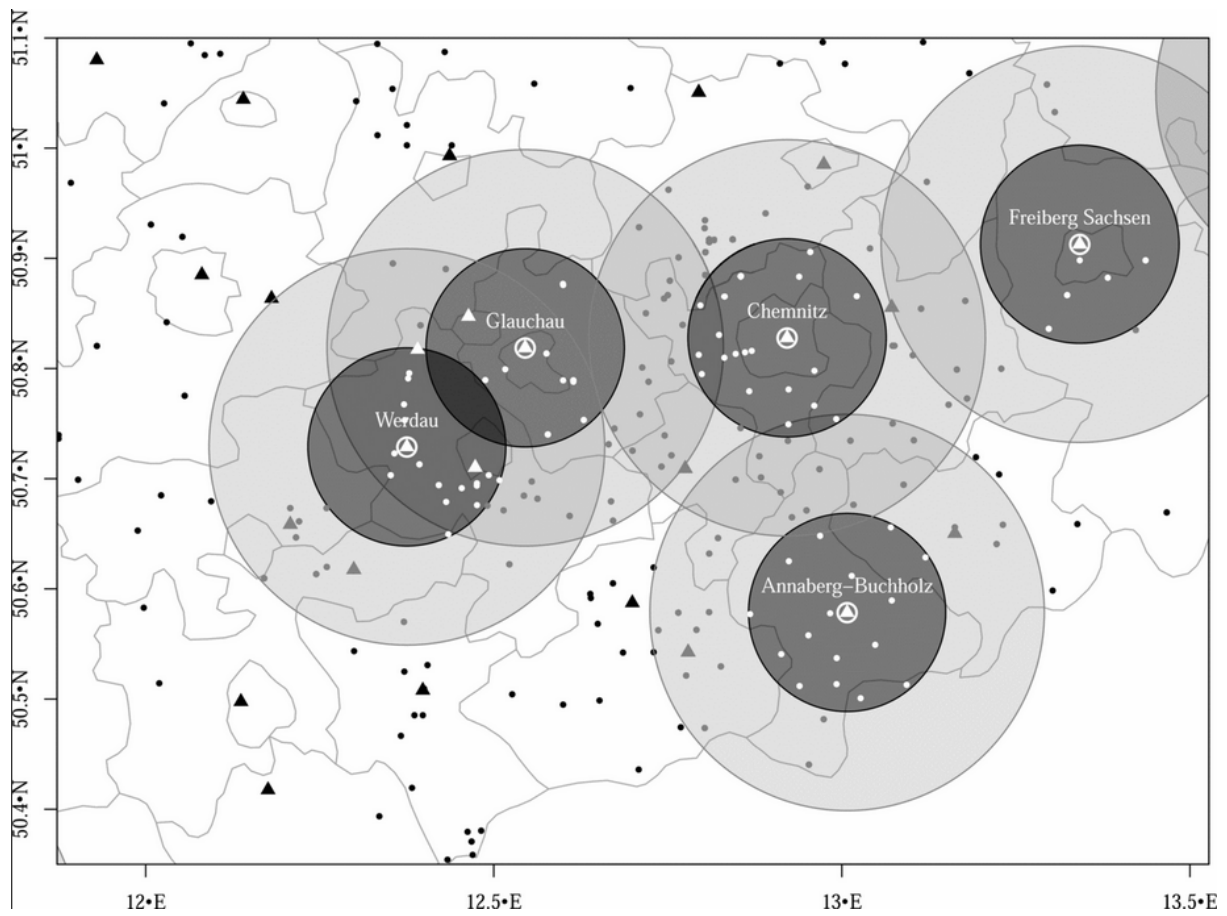 51.1•N
51•N
50.9•N
50.8•N
50.7•N
50.6•N
50.5•N
50.4•N
Freiberg Sachsen
Chemnitz
Glauchau
Werdau
Annaberg–Buchholz
12•E
12.5•E
13•E
13.5•E